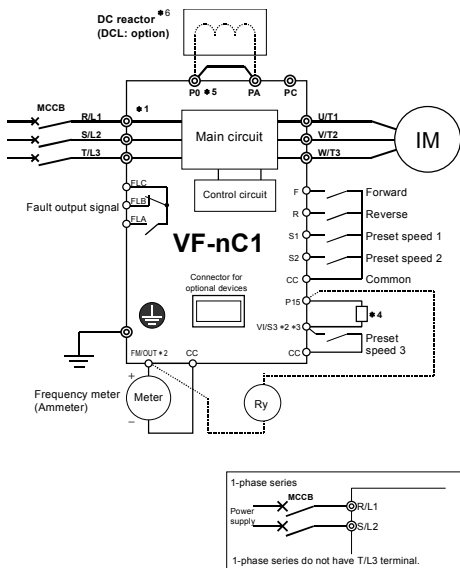 DC reactor *6
(DCL: option)
P0 *5 PA PC
MCCB
*1
R/L1
S/L2
T/L3
Main circuit
U/T1
V/T2
W/T3
IM
Control circuit
FLC
FLB
FLA
Fault output signal
VF-nC1
F Forward
R Reverse
S1 Preset speed 1
S2 Preset speed 2
CC Common
Connector for
optional devices
P15
*4
VI/S3 *2 *3
Preset
speed 3
CC
FM/OUT *2 CC
+
Frequency meter
(Ammeter)
Meter
−
Ry
1-phase series
MCCB
Power
supply
R/L1
S/L2
1-phase series do not have T/L3 terminal.